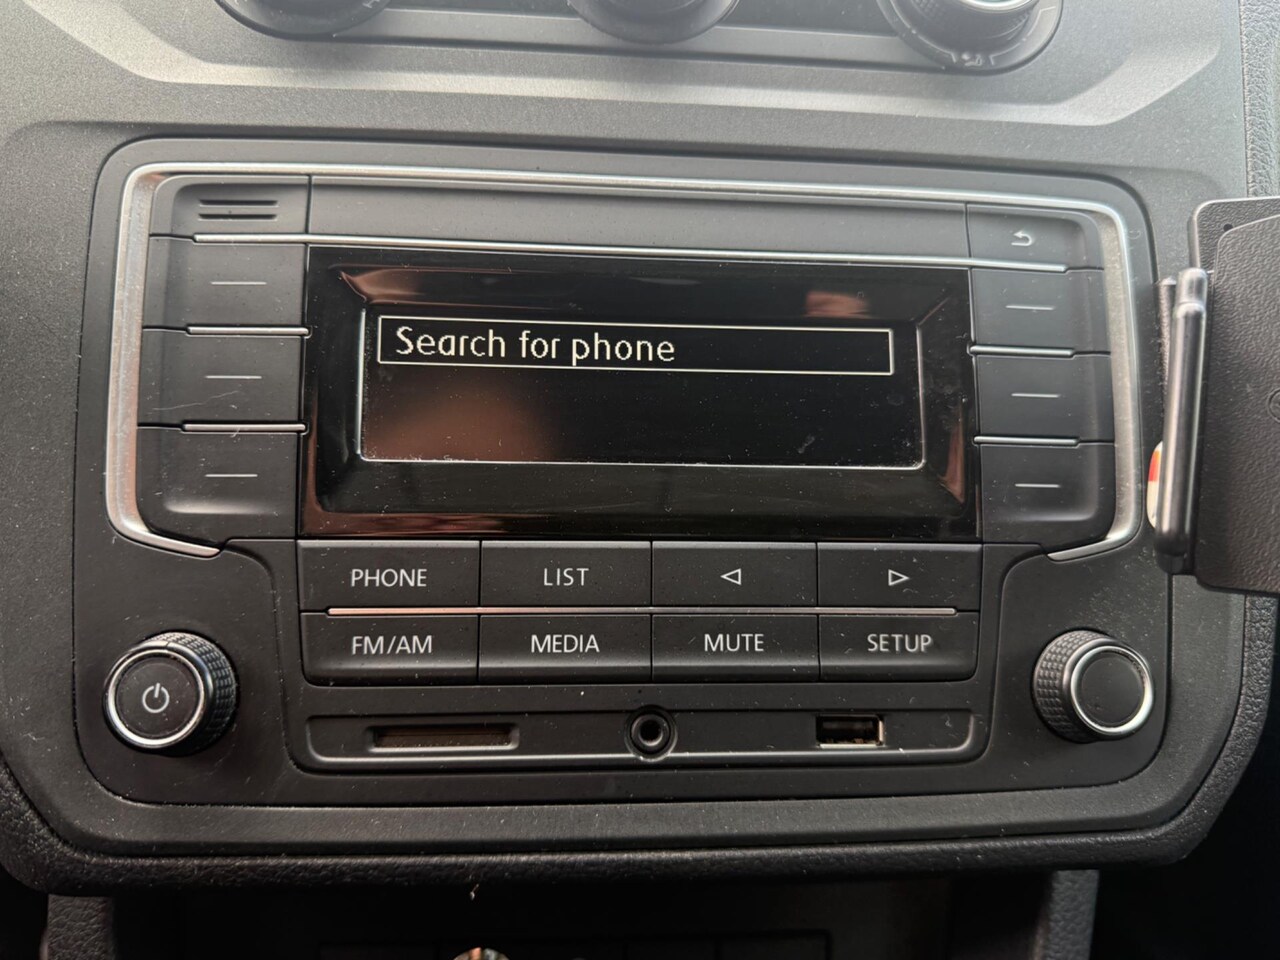 Search for phone
PHONE LIST
FM/AM MEDIA MUTE SETUP